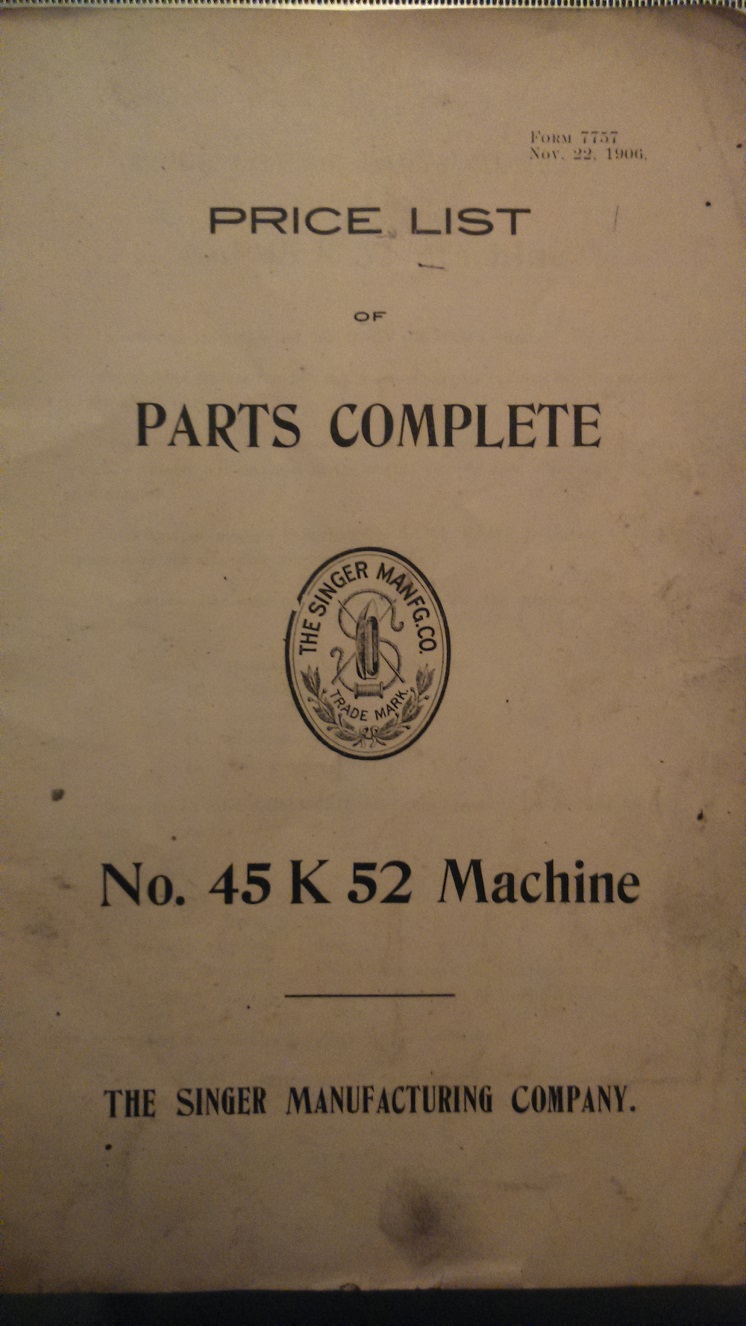 FORM 7757
Nov. 22, 1906.
PRICE LIST
OF
PARTS COMPLETE
THE SINGER MANFG. CO.
TRADE MARK.
No. 45 K 52 Machine
THE SINGER MANUFACTURING COMPANY.